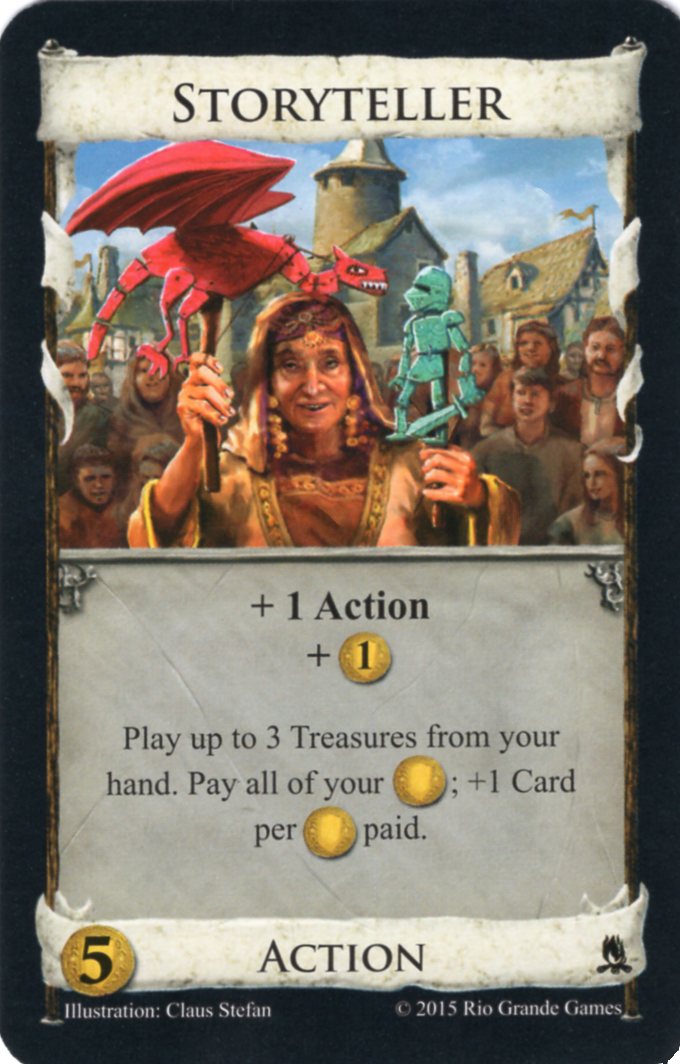 STORYTELLER
+ 1 Action
+ 1
Play up to 3 Treasures from your
hand. Pay all of your ; +1 Card
per paid.
5
ACTION
Illustration: Claus Stefan
© 2015 Rio Grande Games